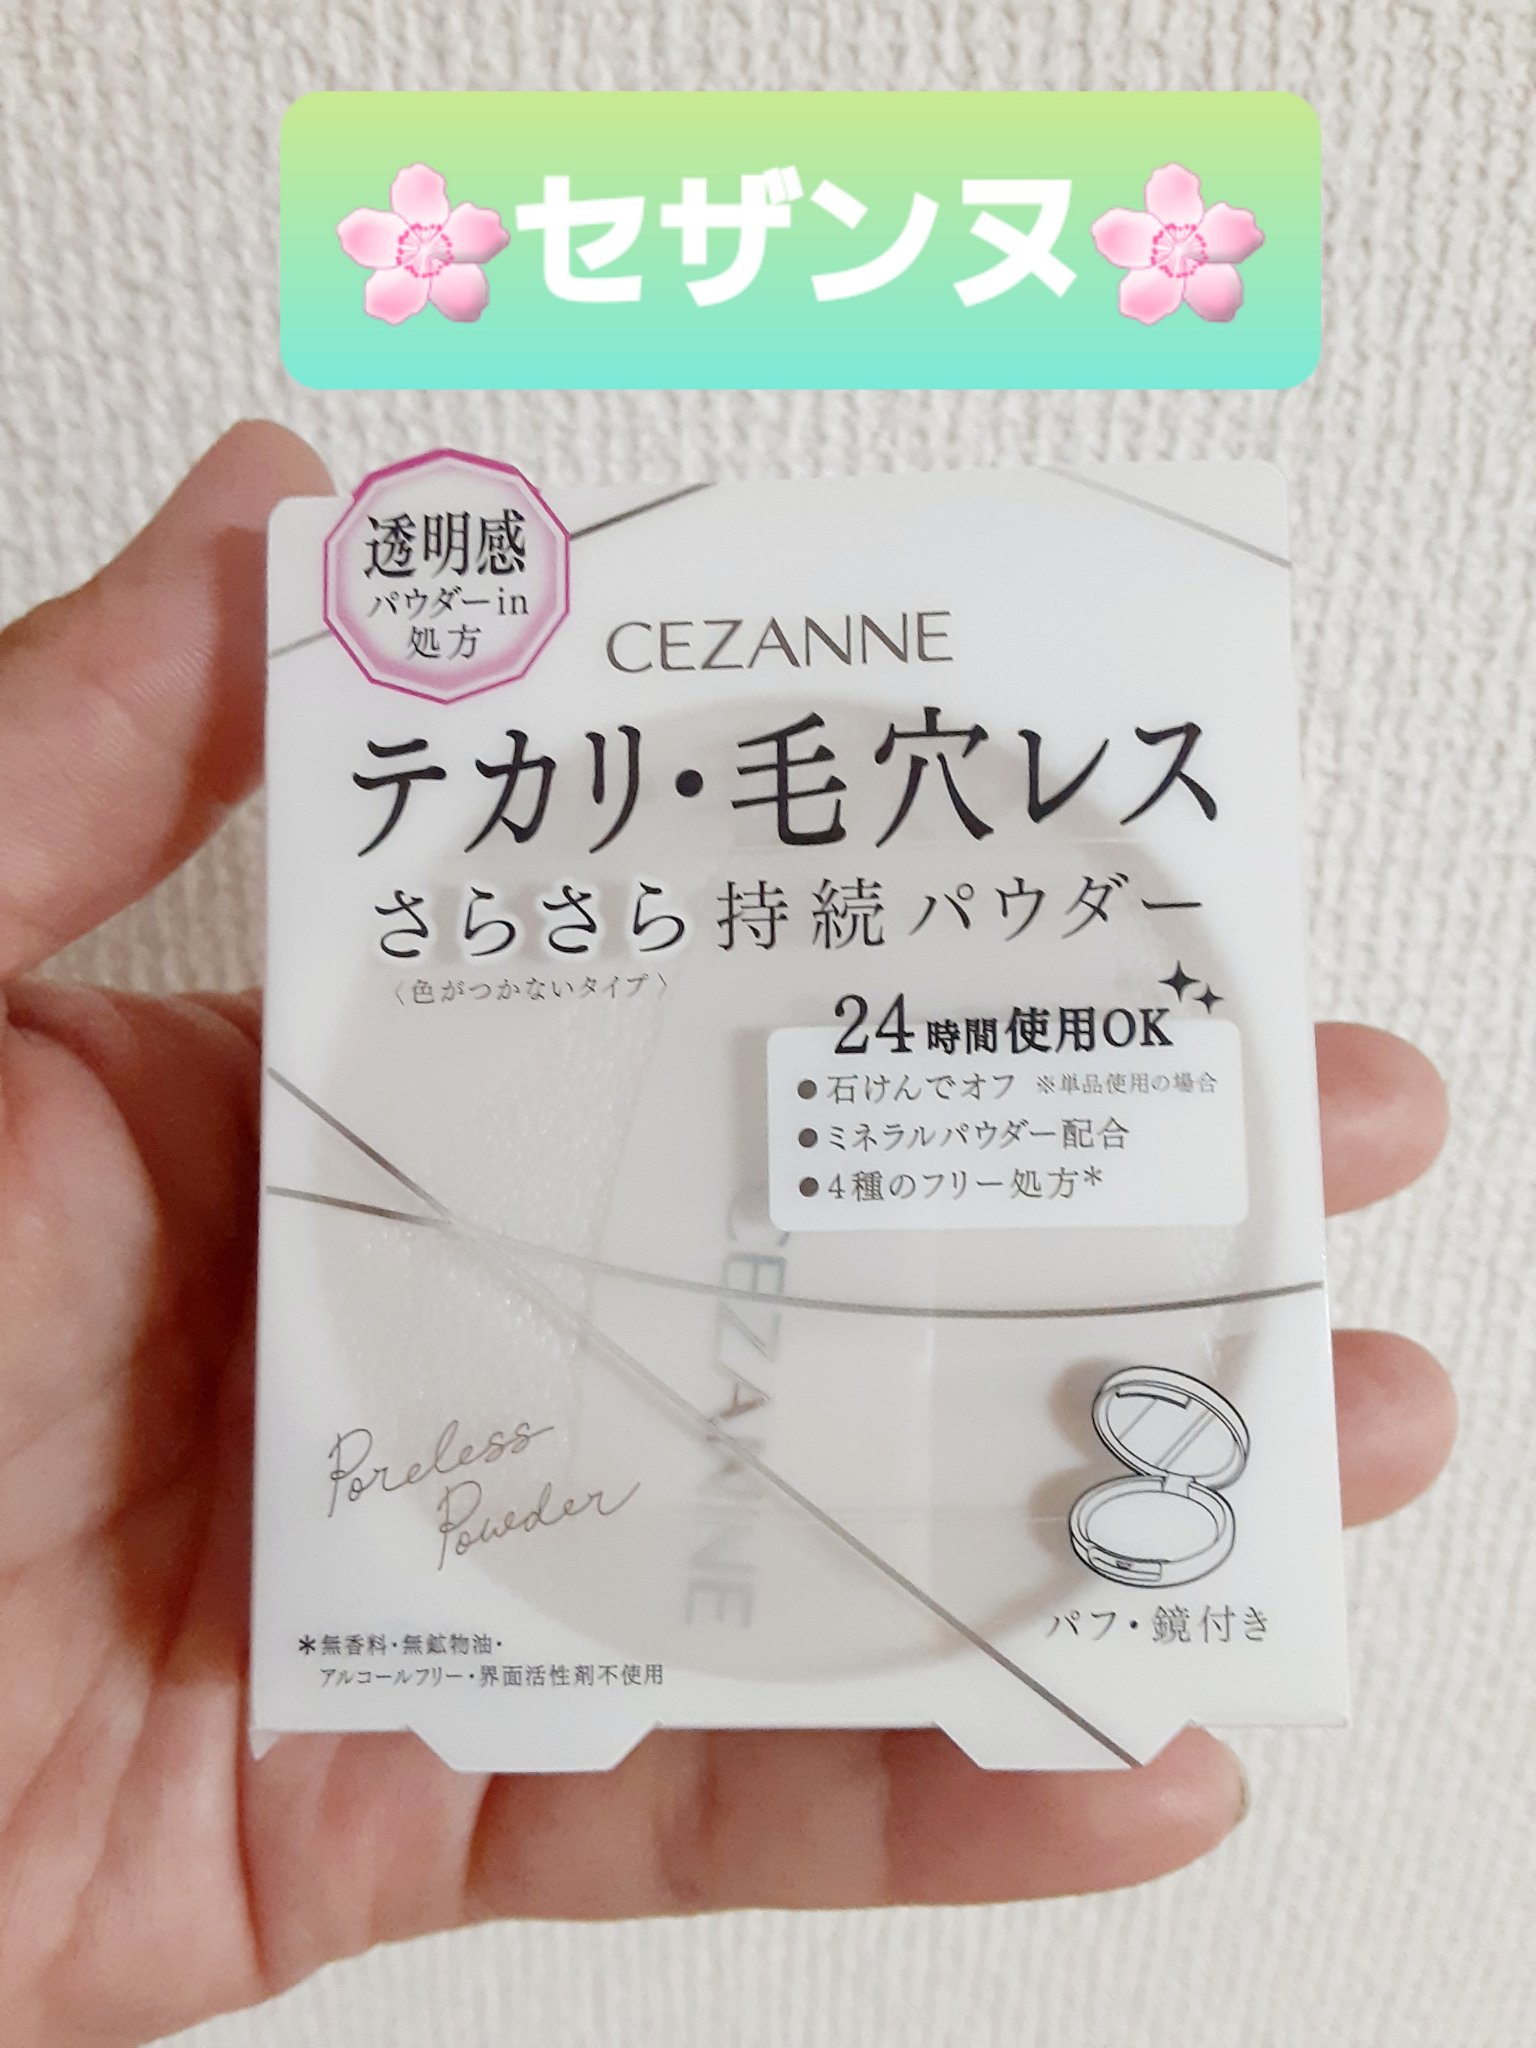 🌸セザンヌ🌸
透明感
パウダーin
処方
CEZANNE
テカリ・毛穴レス
さらさら持続パウダー
〈色がつかないタイプ〉
24時間使用OK
●石けんでオフ ※単品使用の場合
●ミネラルパウダー配合
●4種のフリー処方*
CEZANNE
Poreless
Powder
パフ・鏡付き
*無香料・無鉱物油・
アルコールフリー・界面活性剤不使用